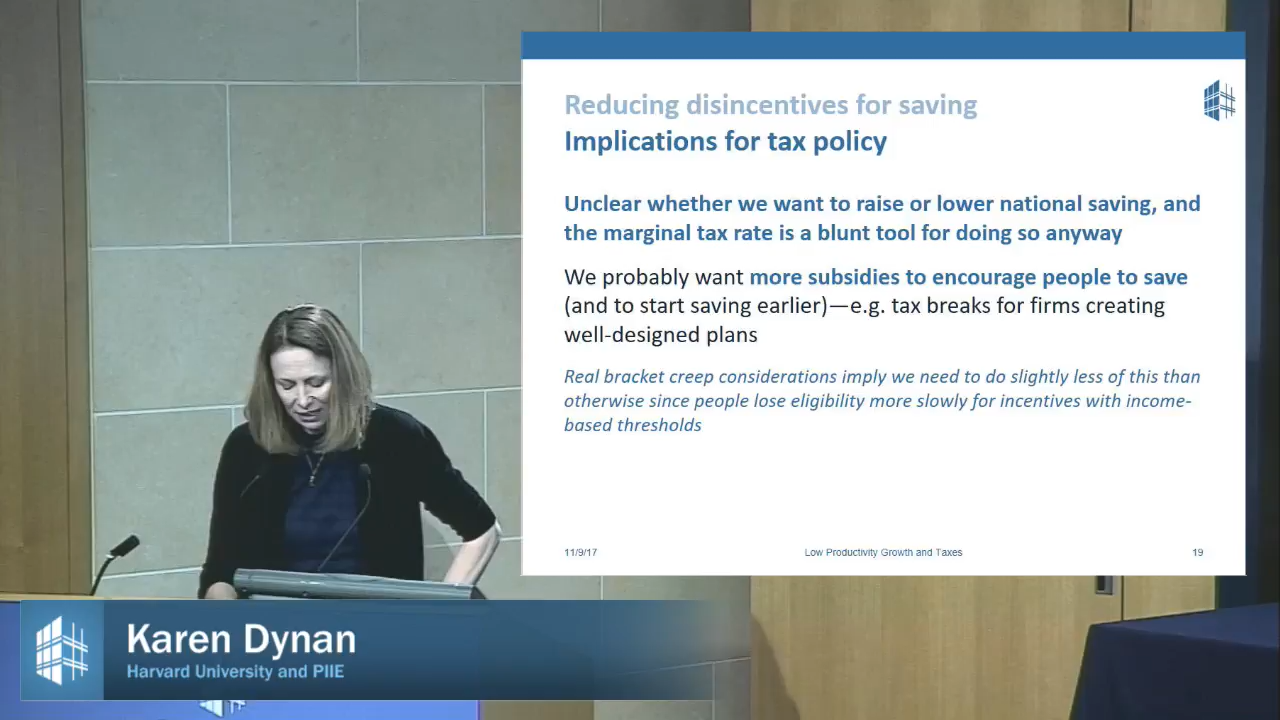 Reducing disincentives for saving
Implications for tax policy
Unclear whether we want to raise or lower national saving, and
the marginal tax rate is a blunt tool for doing so anyway
We probably want more subsidies to encourage people to save
(and to start saving earlier)—e.g. tax breaks for firms creating
well-designed plans
Real bracket creep considerations imply we need to do slightly less of this than
otherwise since people lose eligibility more slowly for incentives with income-
based thresholds
11/9/17
Low Productivity Growth and Taxes
19
Karen Dynan
Harvard University and PIIE